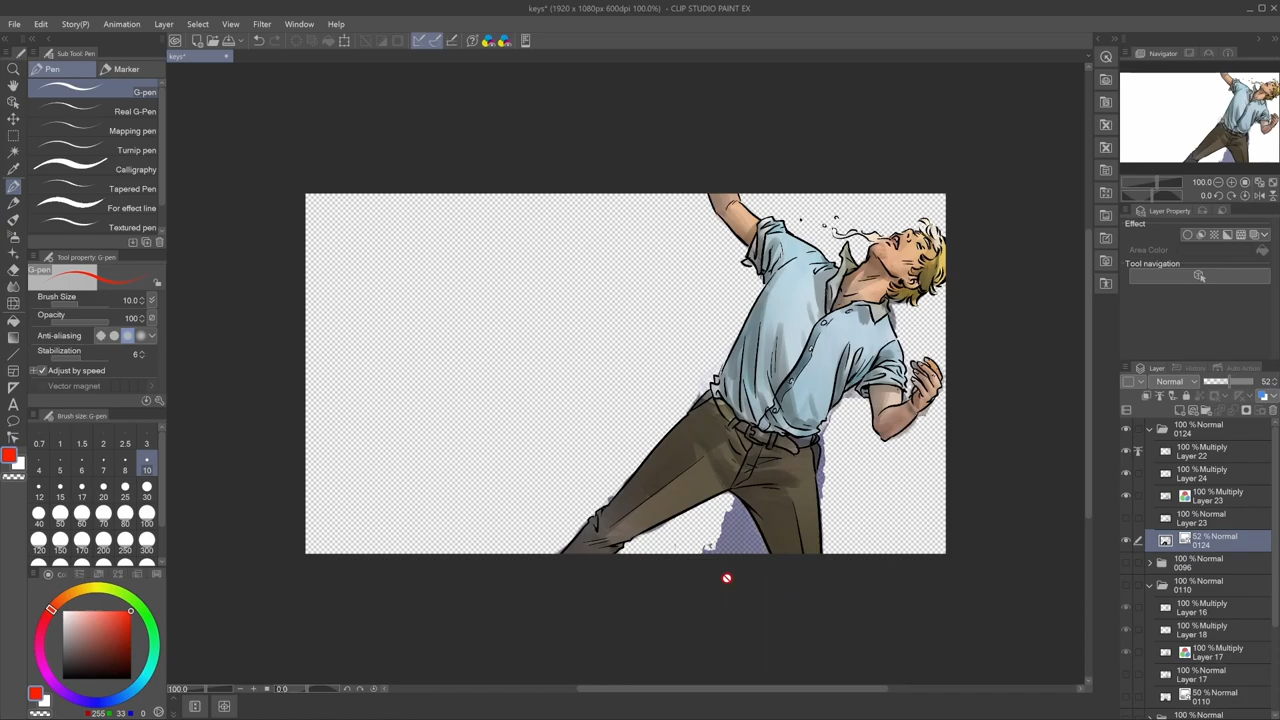 keys* (1920 x 1080px 600dpi 100.0%) - CLIP STUDIO PAINT EX
File Edit Story(P) Animation Layer Select View Filter Window Help
keys*
Sub Tool: Pen
Pen Marker
G-pen
Real G-Pen
Mapping pen
Turnip pen
Calligraphy
Tapered Pen
For effect line
Textured pen
Tool property: G-pen
G-pen
Brush Size 10.0
Opacity 100
Anti-aliasing
Stabilization 6
Adjust by speed
Vector magnet
Brush size: G-pen
0.7 1 1.5 2 2.5 3
4 5 6 7 8 10
12 15 17 20 25 30
40 50 60 70 80 100
120 150 170 200 250 300
255 33 0
100.0 0.0
Navigator
100.0
0.0
Layer Property
Effect
Area Color
Tool navigation
Layer History Auto Action
Normal 52
100 %Normal
0124
100 %Multiply
Layer 22
100 %Multiply
Layer 24
100 %Multiply
Layer 23
100 %Normal
Layer 23
52 %Normal
0124
100 %Normal
0096
100 %Normal
0110
100 %Multiply
Layer 16
100 %Multiply
Layer 18
100 %Multiply
Layer 17
100 %Normal
Layer 17
50 %Normal
0110
100 %Normal